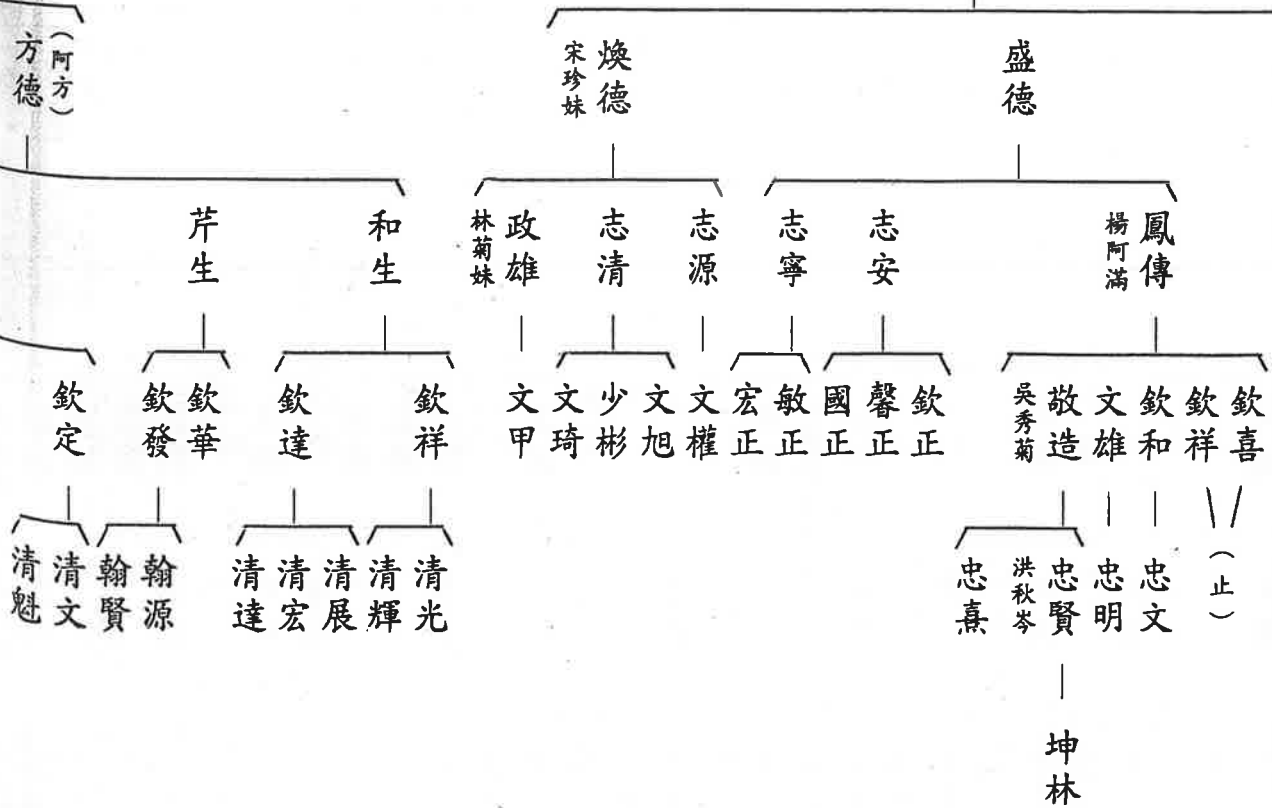 盛德
煥德
宋珍妹
(阿方)
方德
鳳傳
楊阿滿
志安
志寧
志源
志清
政雄
林菊妹
和生
芹生
欽喜
欽祥
欽和
文雄
敬造
吳秀菊
欽正
馨正
國正
敏正
宏正
文權
文旭
少彬
文琦
文甲
欽祥
欽達
欽華
欽發
欽定
(止)
忠文
忠明
忠賢
洪秋岑
忠熹
清光
清輝
清展
清宏
清達
翰源
翰賢
清文
清魁
坤林